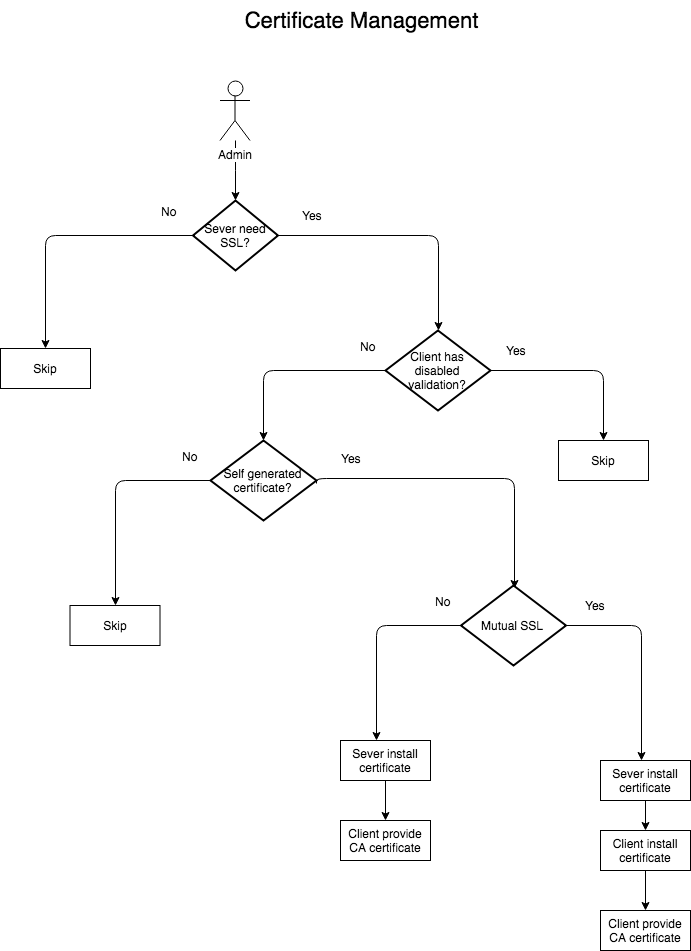 Certificate Management
Admin
No
Yes
Sever need
SSL?
Skip
No
Yes
Client has
disabled
validation?
Skip
No
Yes
Self generated
certificate?
Skip
No
Yes
Mutual SSL
Sever install
certificate
Client provide
CA certificate
Sever install
certificate
Client install
certificate
Client provide
CA certificate